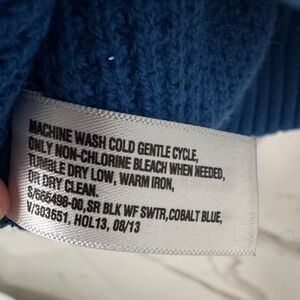 MACHINE WASH COLD GENTLE CYCLE,
ONLY NON-CHLORINE BLEACH WHEN NEEDED,
TUMBLE DRY LOW, WARM IRON,
OR DRY CLEAN.
S/C85498-00, SR BLK WF SWTR,COBALT BLUE,
V/303651, HOL13, 08/13